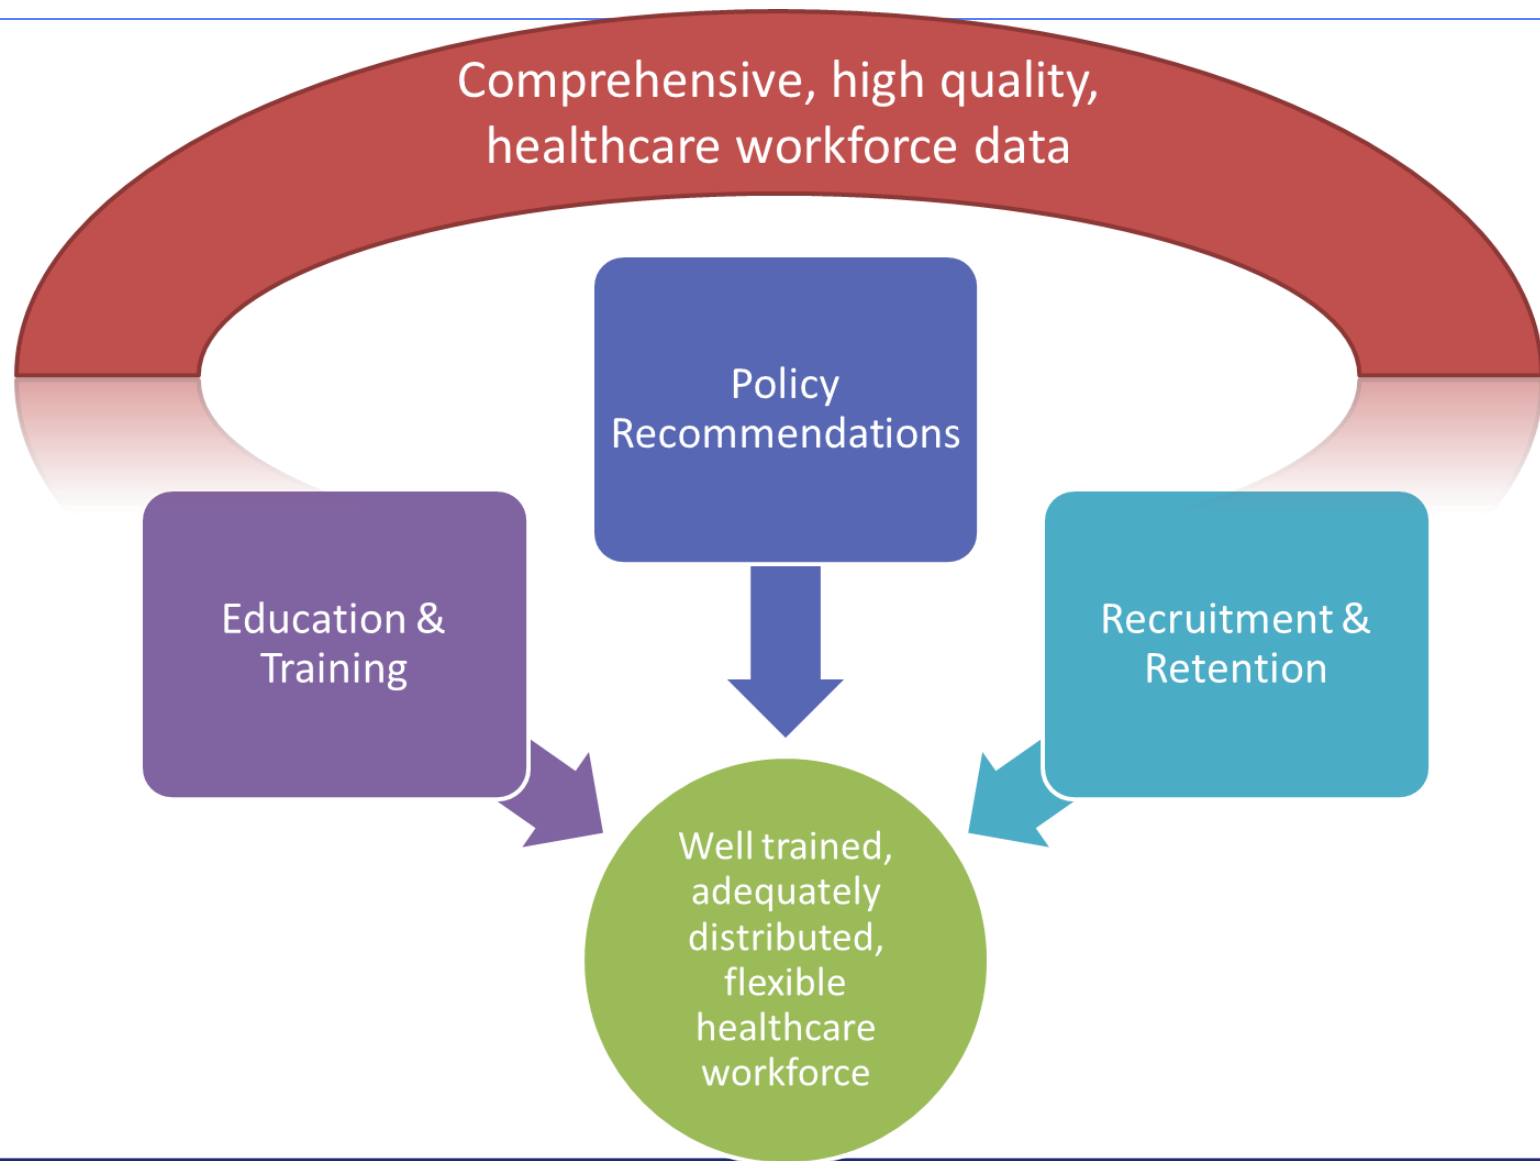 Comprehensive, high quality,
healthcare workforce data
Policy
Recommendations
Education &
Training
Recruitment &
Retention
Well trained,
adequately
distributed,
flexible
healthcare
workforce